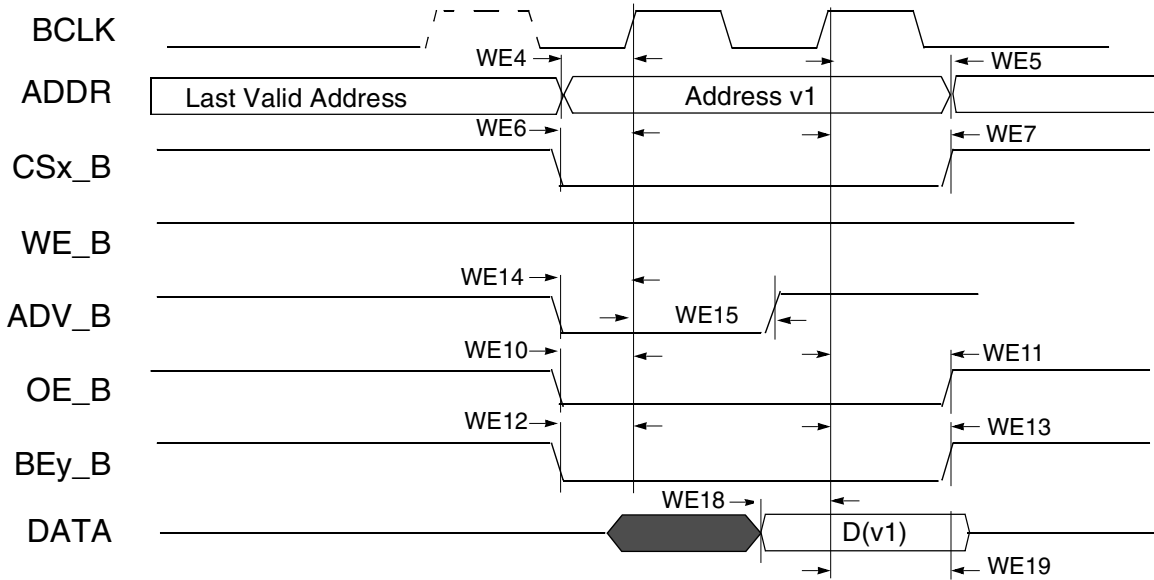 BCLK
WE4
WE5
ADDR
Last Valid Address
Address v1
WE6
WE7
CSx_B
WE_B
WE14
ADV_B
WE15
WE10
WE11
OE_B
WE12
WE13
BEy_B
WE18
DATA
D(v1)
WE19